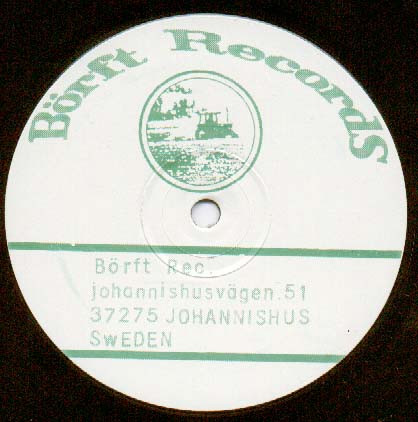 Börft Records
Börft Rec.
johannishusvägen.51
37275 JOHANNISHUS
SwEDEN